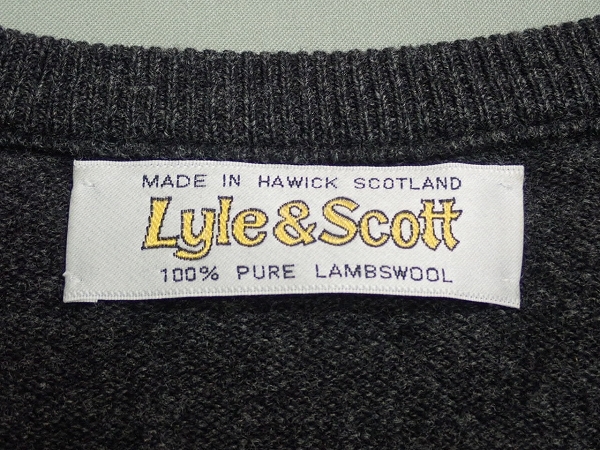 MADE IN HAWICK SCOTLAND
Lyle & Scott
100% PURE LAMBSWOOL